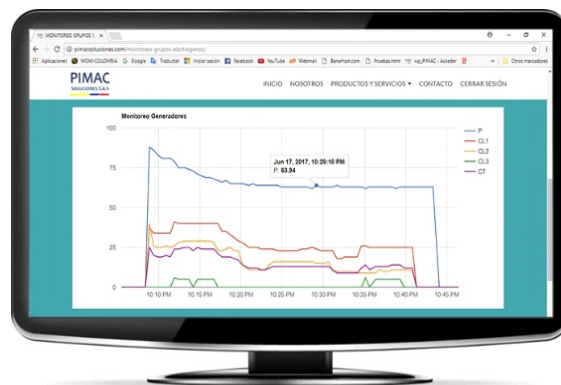 MONITOREO GRUPOS E
pimacsoluciones.com/monitoreo-grupos-electrogenos/
Aplicaciones WOW-COLOMBIA Google Traductor Iniciar sesión Facebook YouTube Webmail Banahost.com Pruebas.html wp_PIMAC - Acceder Otros marcadores
PIMAC
SOLUCIONES S.A.S
INICIO NOSOTROS PRODUCTOS Y SERVICIOS CONTACTO CERRAR SESIÓN
Monitoreo Generadores
100
75
50
25
0
Jun 17, 2017, 10:29:10 PM
P: 63.94
P
CL1
CL2
CL3
CT
10:10 PM 10:15 PM 10:20 PM 10:25 PM 10:30 PM 10:35 PM 10:40 PM 10:45 PM